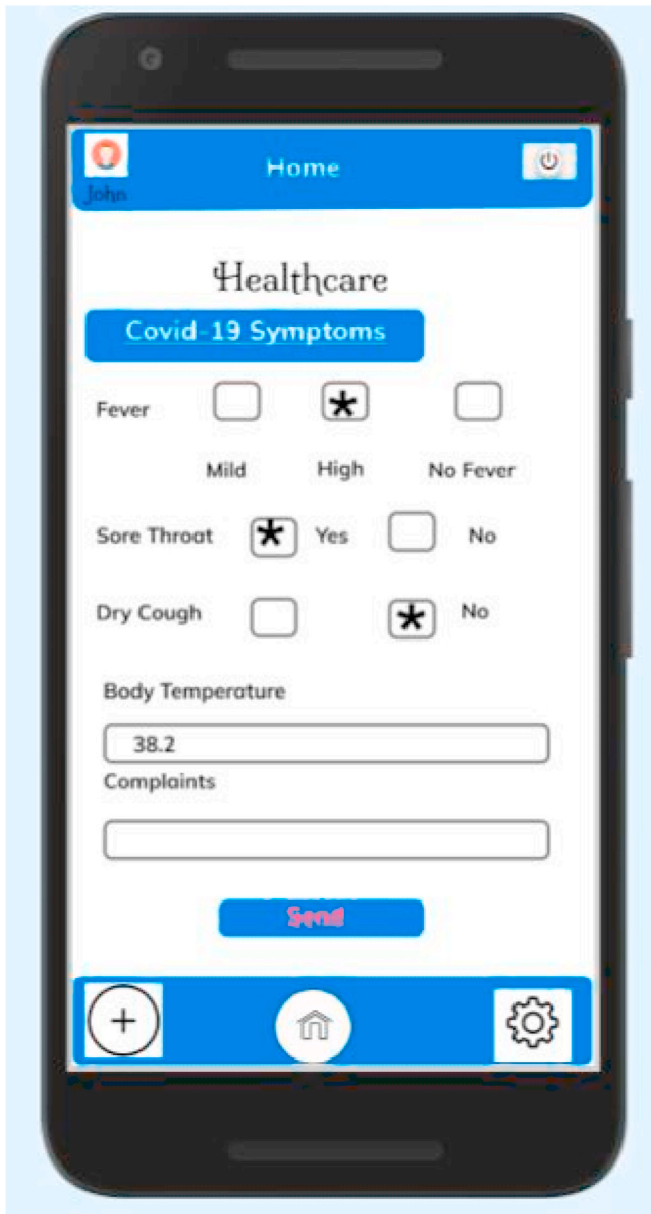 Home
John
Healthcare
Covid-19 Symptoms
Fever
*
Mild High No Fever
Sore Throat * Yes No
Dry Cough * No
Body Temperature
38.2
Complaints
Send